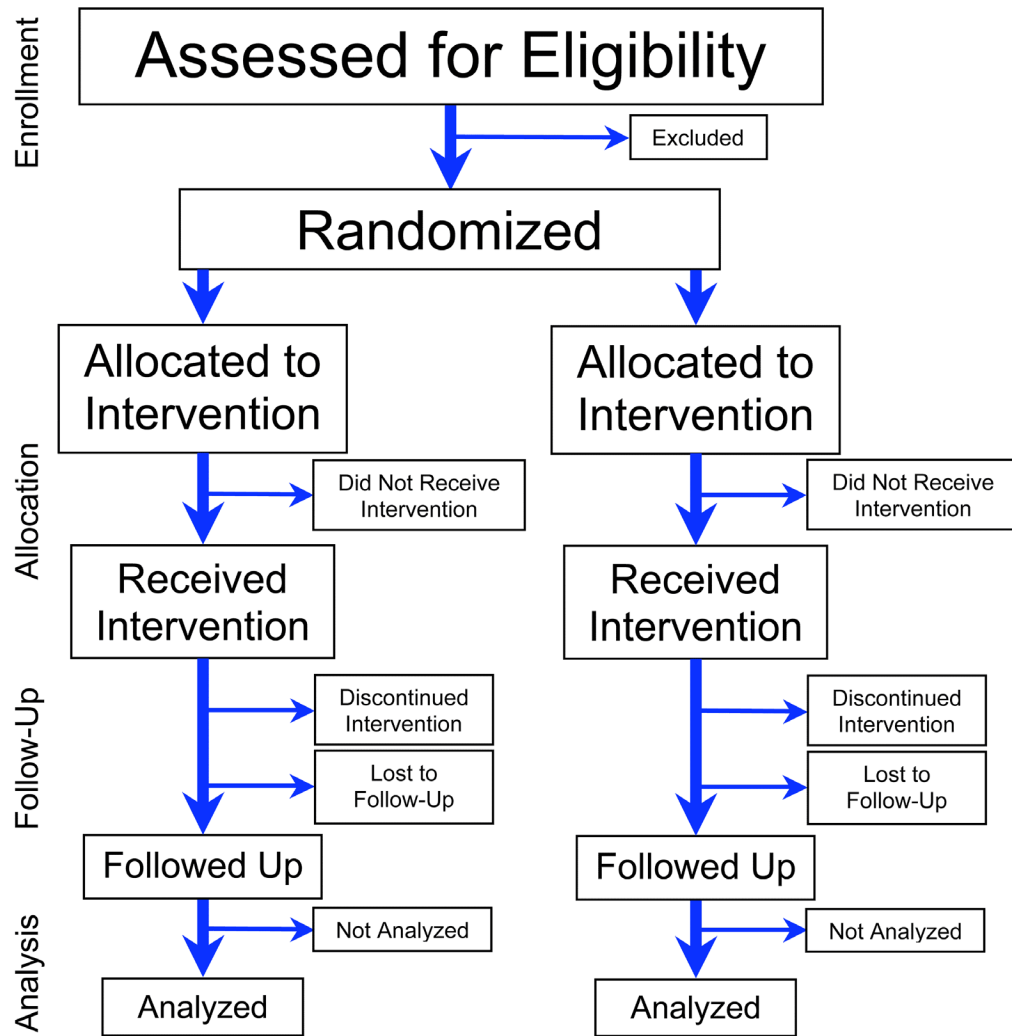 Enrollment
Assessed for Eligibility
Excluded
Randomized
Allocation
Allocated to
Intervention
Did Not Receive
Intervention
Received
Intervention
Allocated to
Intervention
Did Not Receive
Intervention
Received
Intervention
Follow-Up
Discontinued
Intervention
Lost to
Follow-Up
Followed Up
Discontinued
Intervention
Lost to
Follow-Up
Followed Up
Analysis
Not Analyzed
Analyzed
Not Analyzed
Analyzed